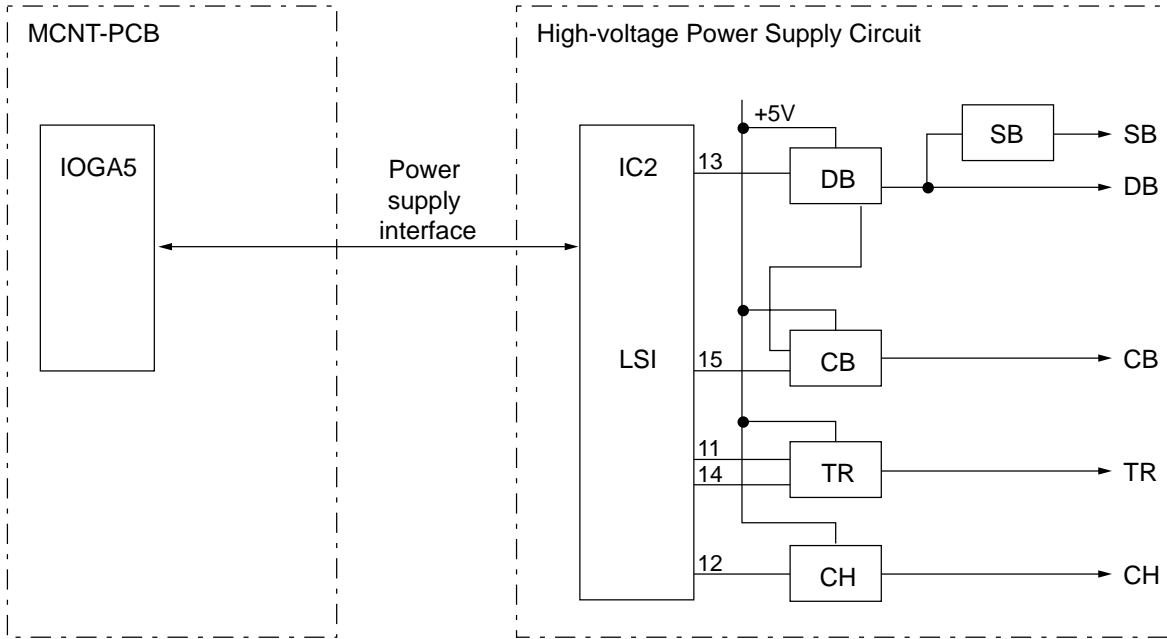 MCNT-PCB
IOGA5
Power
supply
interface
High-voltage Power Supply Circuit
IC2
LSI
+5V
13
DB
SB
SB
DB
15
CB
CB
11
14
TR
TR
12
CH
CH